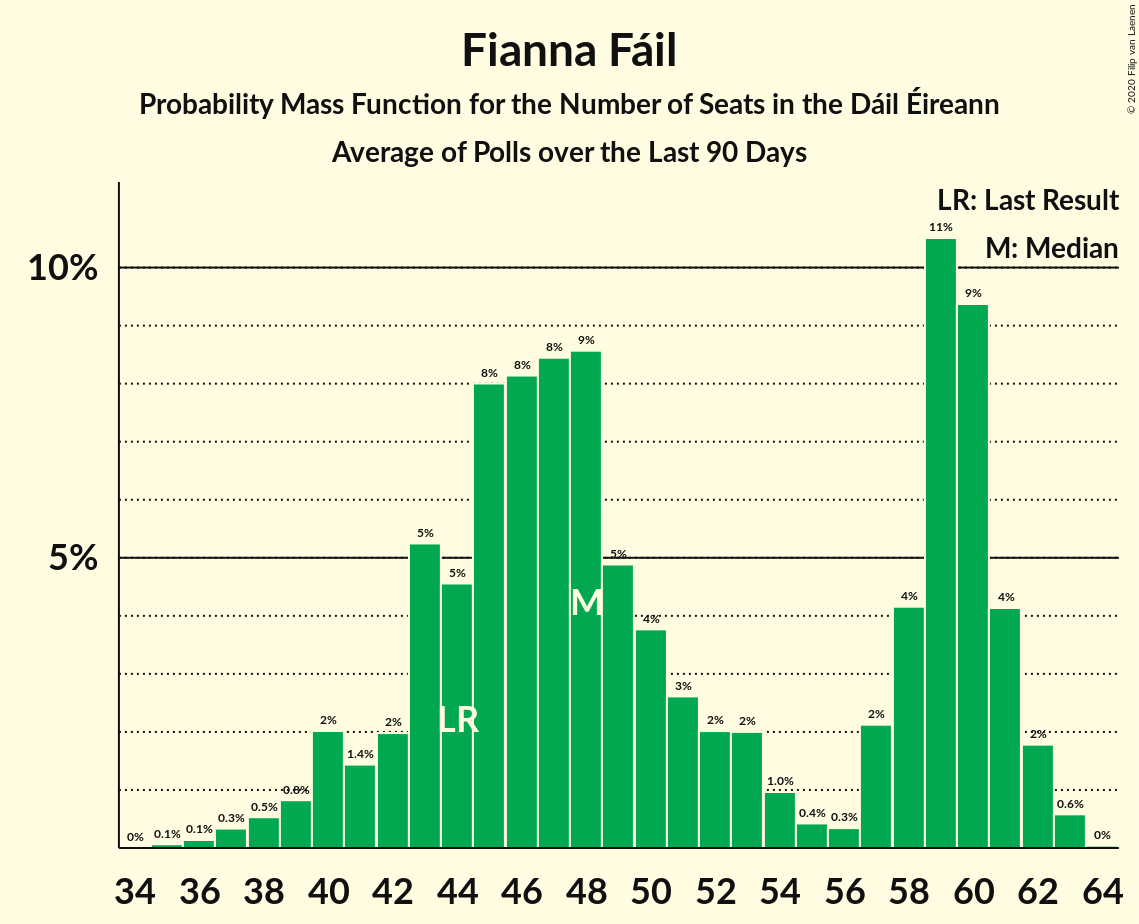 Fianna Fáil
Probability Mass Function for the Number of Seats in the Dáil Éireann
Average of Polls over the Last 90 Days
© 2020 Filip van Laenen
LR: Last Result
M: Median
10%
5%
0% 0.1% 0.1% 0.3% 0.5% 0.8% 2% 1.4% 2% 5% 5% 8% 8% 8% 9% 5% 4% 3% 2% 2% 1.0% 0.4% 0.3% 2% 4% 11% 9% 4% 2% 0.6% 0%
LR
M
34 36 38 40 42 44 46 48 50 52 54 56 58 60 62 64